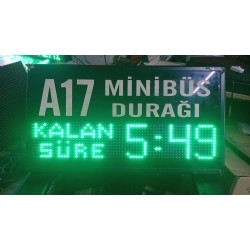 A17 MİNİBÜS
DURAĞI
KALAN
SÜRE 5:49